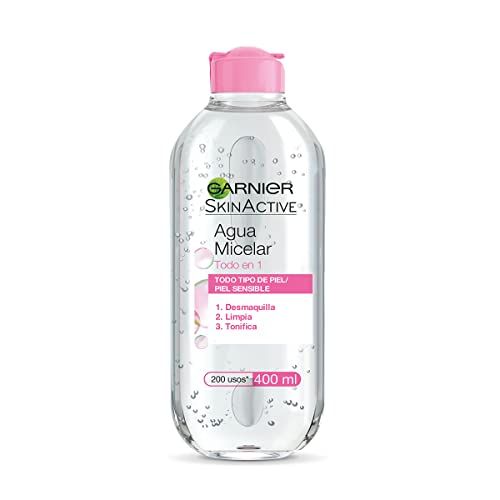 GARNIER
SKINACTIVE
Agua
Micelar
Todo en 1
TODO TIPO DE PIEL/
PIEL SENSIBLE
1. Desmaquilla
2. Limpia
3. Tonifica
200 usos* 400 ml